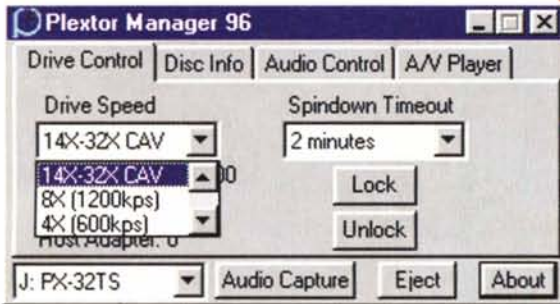 Plextor Manager 96
Drive Control Disc Info Audio Control A/V Player
Drive Speed Spindown Timeout
14X-32X CAV 2 minutes
14X-32X CAV
8X (1200kps) Lock
4X (600kps)
Host Adapter: 0 Unlock
J: PX-32TS Audio Capture Eject About